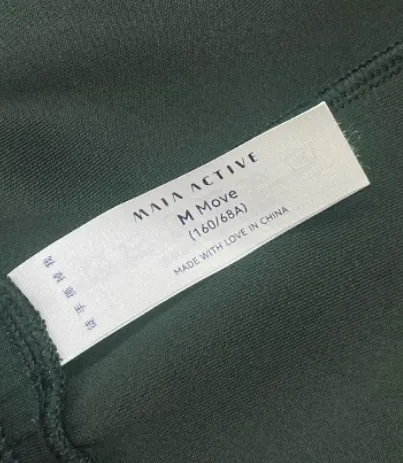 MAIA ACTIVE
M Move
(160/68A)
MADE WITH LOVE IN CHINA